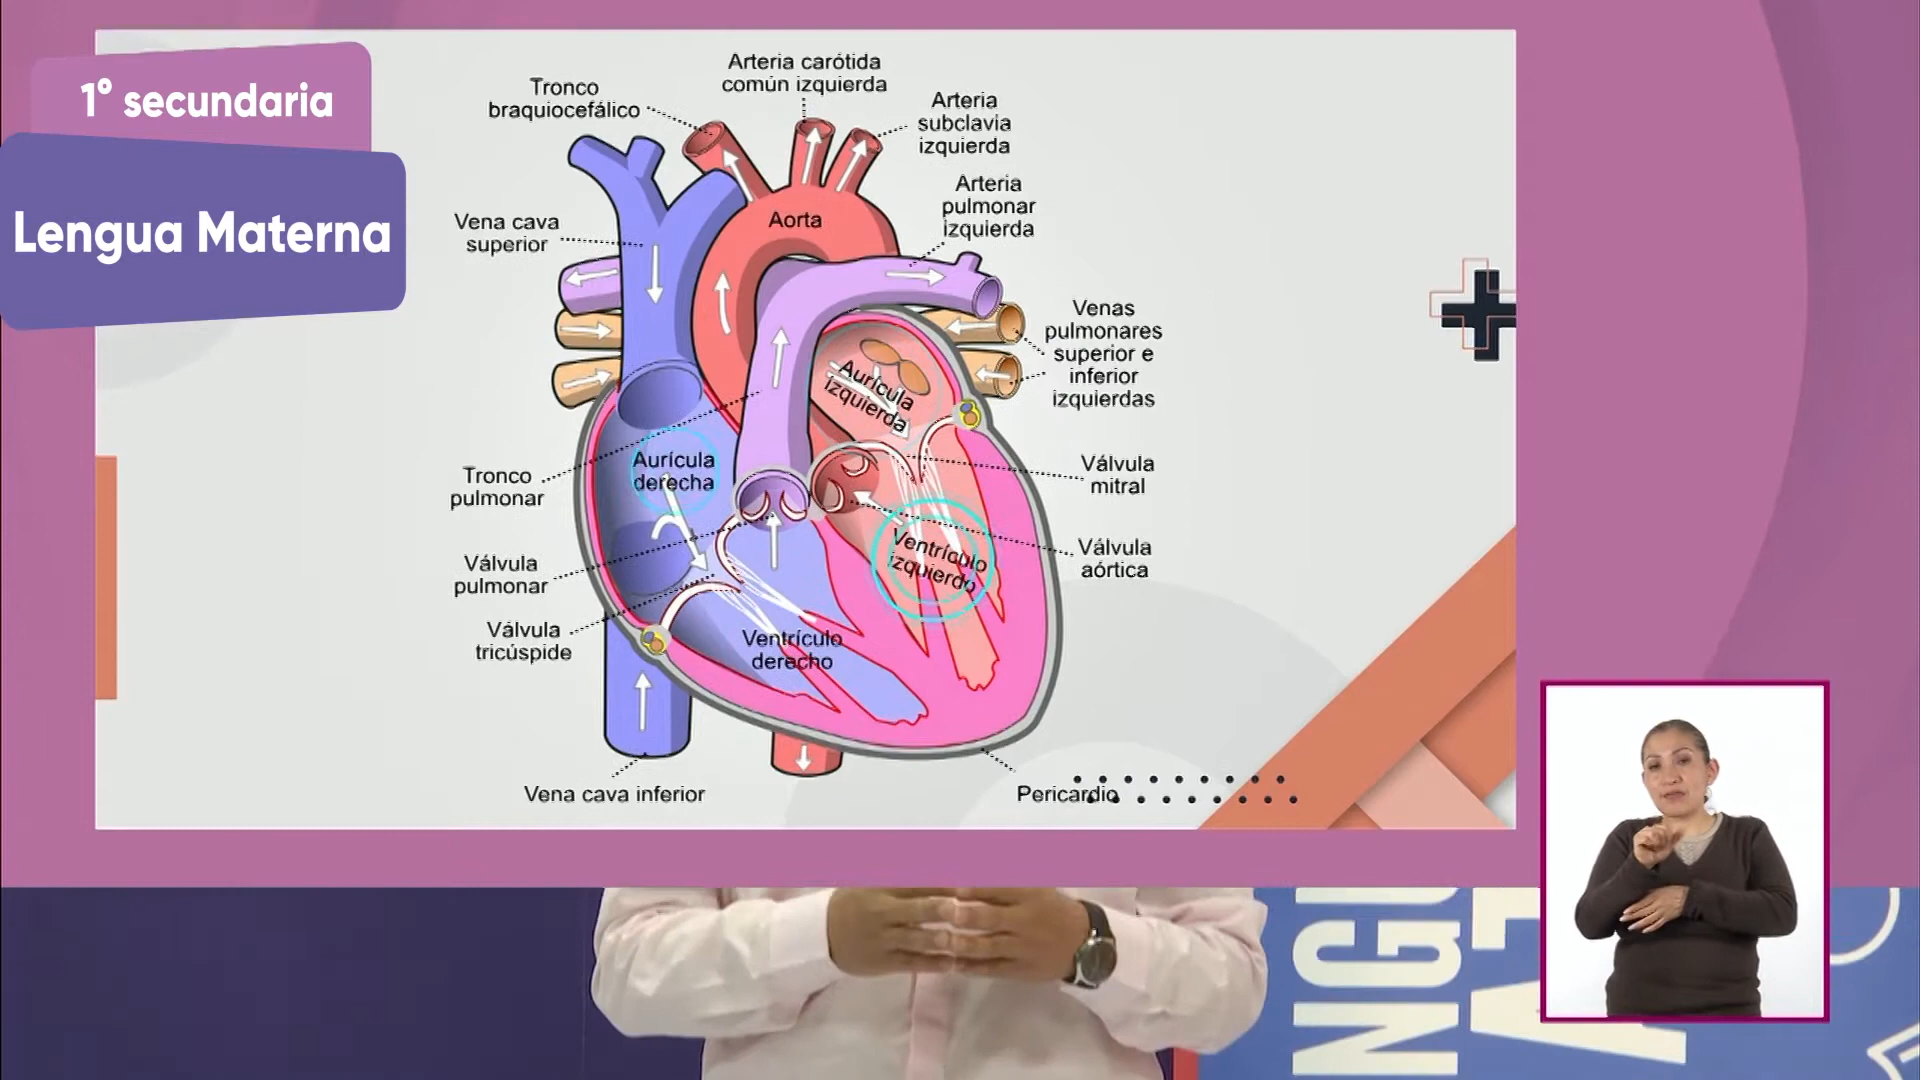 1° secundaria
Lengua Materna
Arteria carótida
común izquierda
Tronco
braquiocefálico
Arteria
subclavia
izquierda
Arteria
pulmonar
izquierda
Vena cava
superior
Aorta
Venas
pulmonares
superior e
inferior
izquierdas
Aurícula
izquierda
Aurícula
derecha
Tronco
pulmonar
Válvula
mitral
Válvula
pulmonar
Ventrículo
izquierdo
Válvula
aórtica
Válvula
tricúspide
Ventrículo
derecho
Vena cava inferior
Pericardio